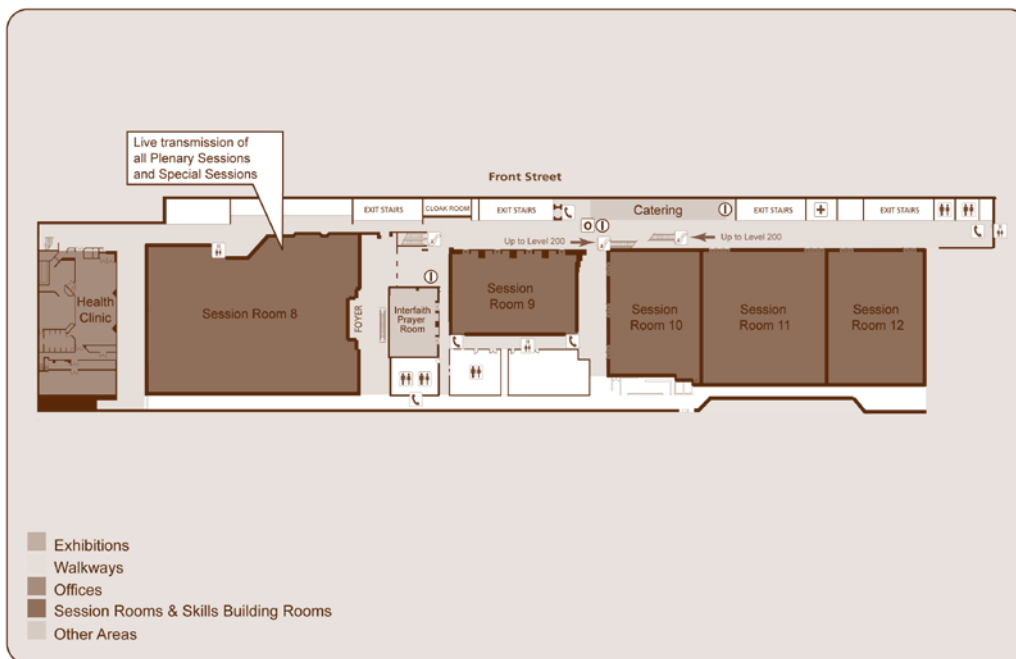 Live transmission of
all Plenary Sessions
and Special Sessions
Front Street
EXIT STAIRS
CLOAK ROOM
EXIT STAIRS
Catering
EXIT STAIRS
EXIT STAIRS
Up to Level 200
Up to Level 200
Health
Clinic
Session Room 8
FOYER
Interfaith
Prayer
Room
Session
Room 9
Session
Room 10
Session
Room 11
Session
Room 12
Exhibitions
Walkways
Offices
Session Rooms & Skills Building Rooms
Other Areas